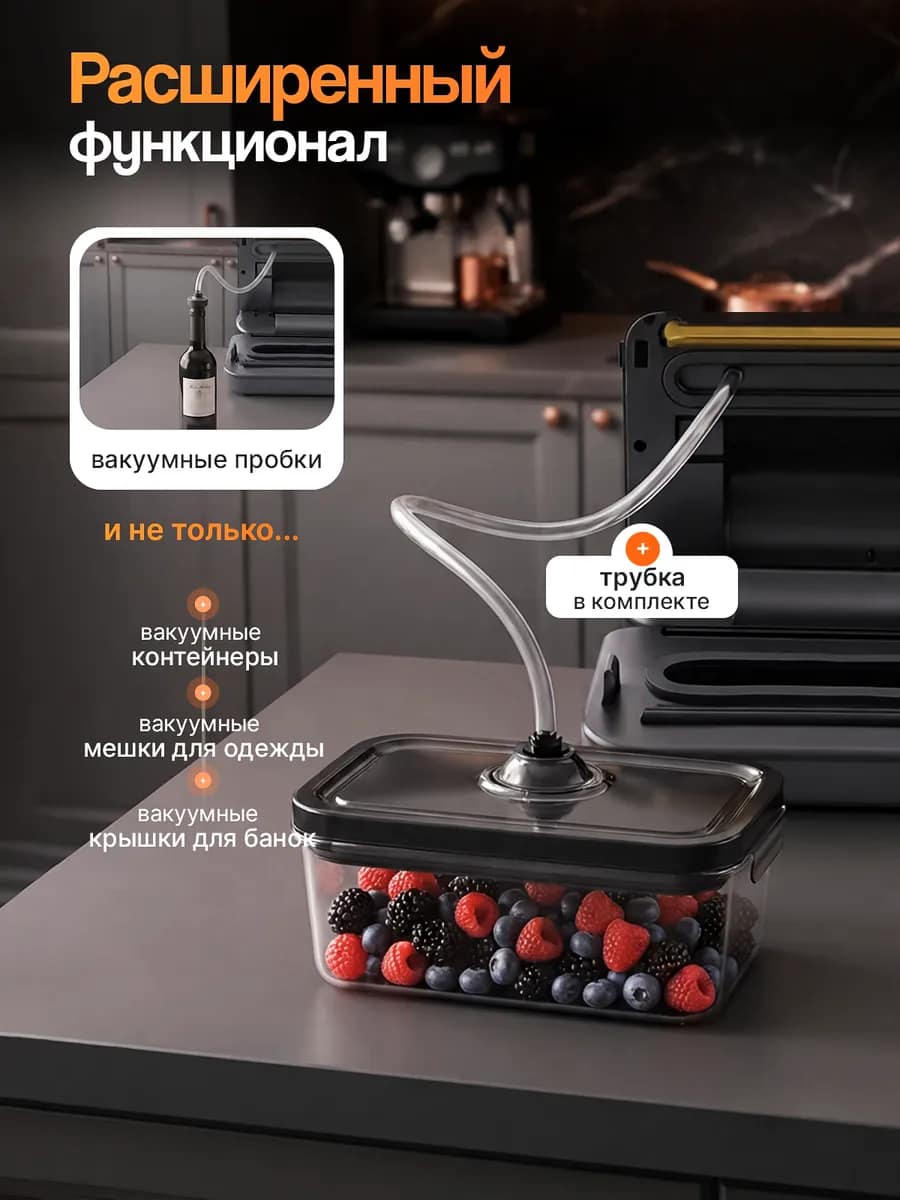 Расширенный
функционал
вакуумные пробки
и не только...
вакуумные
контейнеры
вакуумные
мешки для одежды
вакуумные
крышки для банок
трубка
в комплекте